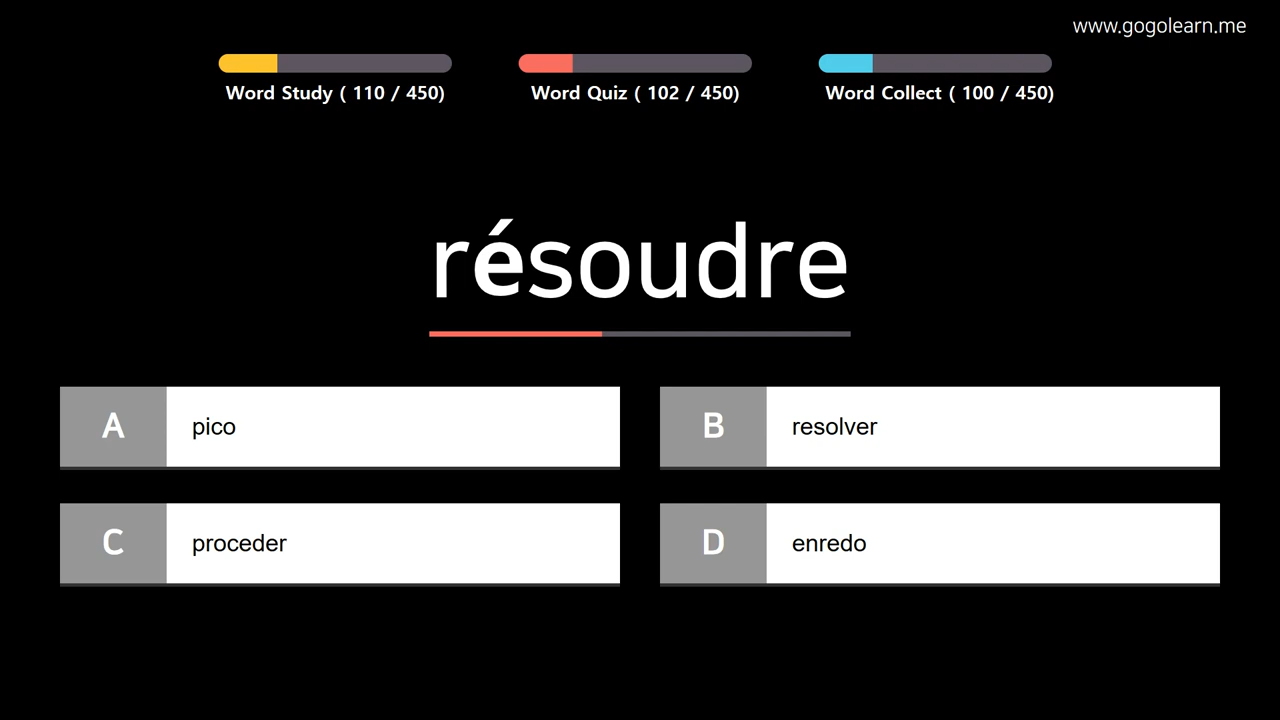 www.gogolearn.me
Word Study ( 110 / 450)
Word Quiz ( 102 / 450)
Word Collect ( 100 / 450)
résoudre
A pico
B resolver
C proceder
D enredo